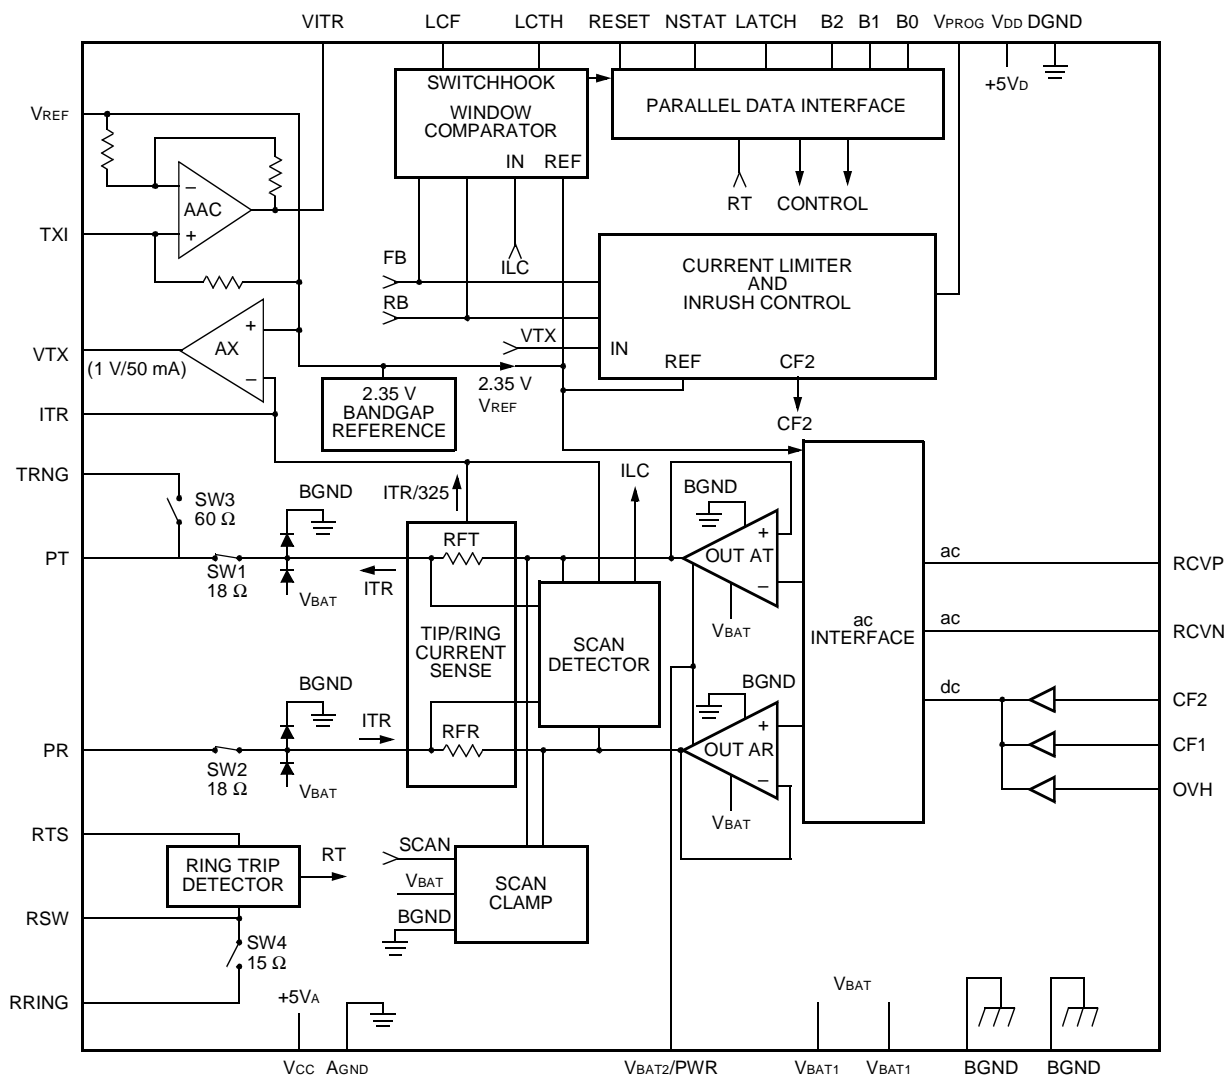 VITR LCF LCTH RESET NSTAT LATCH B2 B1 B0 VPROG VDD DGND
+5VD
SWITCHHOOK
WINDOW
COMPARATOR
IN REF
PARALLEL DATA INTERFACE
RT CONTROL
VREF
AAC
−
+
TXI
FB
ILC
RB
CURRENT LIMITER
AND
INRUSH CONTROL
VTX
IN
REF CF2
CF2
+
AX
−
VTX
(1 V/50 mA)
ITR
2.35 V
BANDGAP
REFERENCE
2.35 V
VREF
TRNG
SW3
60 Ω
BGND
ITR/325
ILC
BGND
+
OUT AT
−
VBAT
PT
SW1
18 Ω
VBAT
ITR
RFT
TIP/RING
CURRENT
SENSE
SCAN
DETECTOR
ac
INTERFACE
ac
RCVP
ac
RCVN
dc
CF2
CF1
OVH
BGND
ITR
RFR
BGND
+
OUT AR
−
VBAT
PR
SW2
18 Ω
VBAT
RTS
RING TRIP
DETECTOR
RT
SCAN
VBAT
BGND
SCAN
CLAMP
RSW
SW4
15 Ω
RRING
+5VA
VBAT
VCC AGND VBAT2/PWR VBAT1 VBAT1 BGND BGND